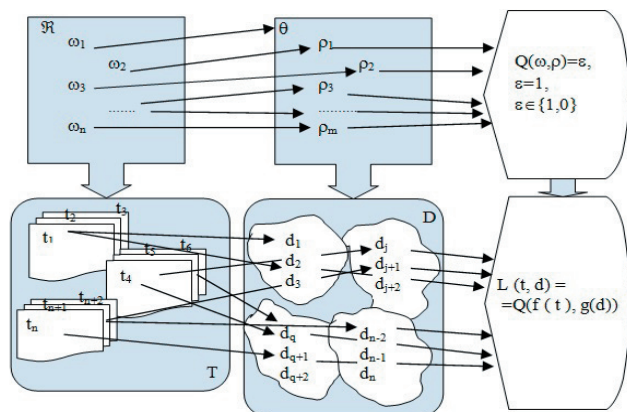 ℜ
θ
ω1
ω2
ω3
........
ωn
ρ1
ρ2
ρ3
........
ρm
Q(ω,ρ)=ε,
ε=1,
ε∈{1,0}
t3
t2
t1
t5
t6
t4
tn+1
tn+2
tn
T
D
d1
d2
d3
dj
dj+1
dj+2
dq
dq+1
dq+2
dn-2
dn-1
dn
L (t, d) =
=Q(f ( t ), g(d))